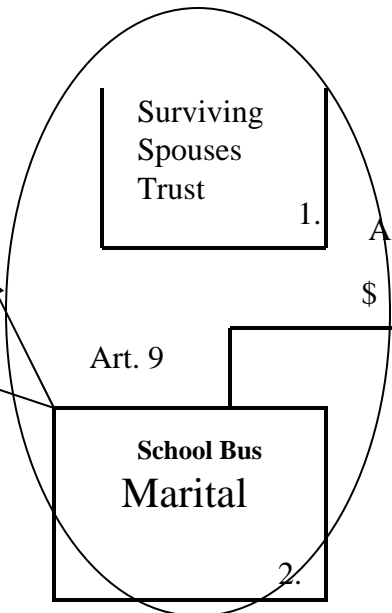 Surviving
Spouses
Trust
1.
A
$
Art. 9
School Bus
Marital
2.